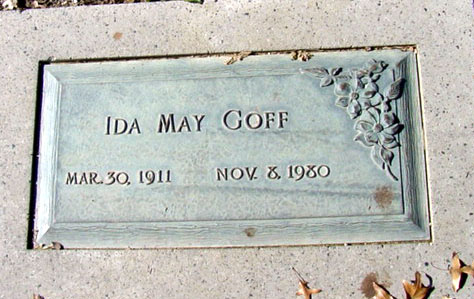 IDA MAY GOFF
MAR. 30, 1911 NOV. 8, 1980